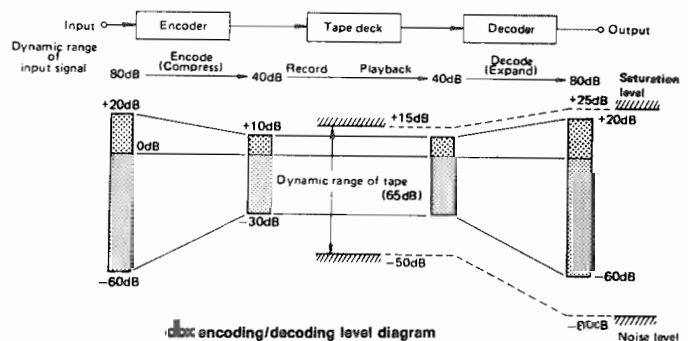 Input
Encoder
Tape deck
Decoder
Output
Dynamic range
of
input signal
Encode
(Compress)
Record
Playback
Decode
(Expand)
80dB
40dB
40dB
80dB
Saturation
level
+20dB
+10dB
+15dB
+25dB
+20dB
0dB
Dynamic range of tape
(65dB)
-30dB
-50dB
-60dB
-60dB
Noise level
dbx encoding/decoding level diagram